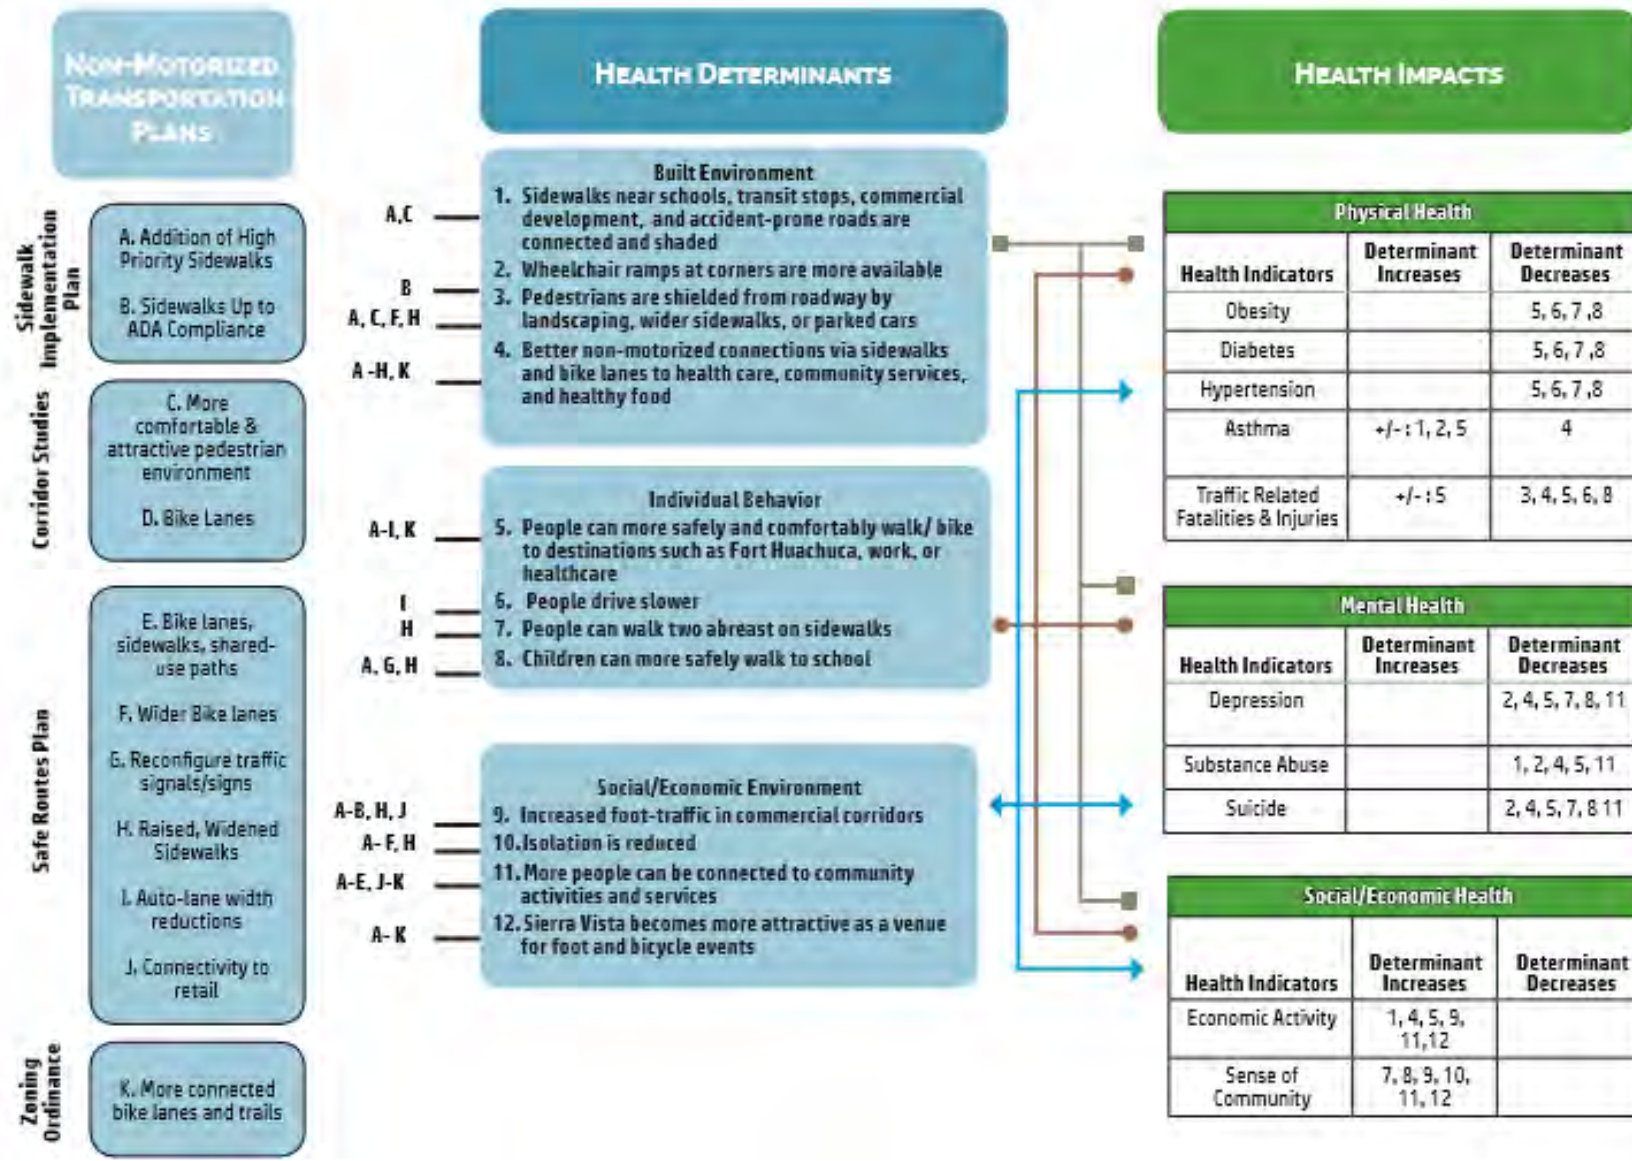 NON-MOTORIZED
TRANSPORTATION
PLANS
HEALTH DETERMINANTS
HEALTH IMPACTS
Sidewalk
Implementation
Plan
A. Addition of High
Priority Sidewalks
B. Sidewalks Up to
ADA Compliance
Corridor Studies
C. More
comfortable &
attractive pedestrian
environment
D. Bike Lanes
Safe Routes Plan
E. Bike lanes,
sidewalks, shared-
use paths
F. Wider Bike lanes
G. Reconfigure traffic
signals/signs
H. Raised, Widened
Sidewalks
I. Auto-lane width
reductions
J. Connectivity to
retail
Zoning
Ordinance
K. More connected
bike lanes and trails
A,C
B
A, C, F, H
A -H, K
Built Environment
1. Sidewalks near schools, transit stops, commercial
development, and accident-prone roads are
connected and shaded
2. Wheelchair ramps at corners are more available
3. Pedestrians are shielded from roadway by
landscaping, wider sidewalks, or parked cars
4. Better non-motorized connections via sidewalks
and bike lanes to health care, community services,
and healthy food
A-I, K
I
H
A, G, H
Individual Behavior
5. People can more safely and comfortably walk/ bike
to destinations such as Fort Huachuca, work, or
healthcare
6. People drive slower
7. People can walk two abreast on sidewalks
8. Children can more safely walk to school
A-B, H, J
A- F, H
A-E, J-K
A- K
Social/Economic Environment
9. Increased foot-traffic in commercial corridors
10.Isolation is reduced
11. More people can be connected to community
activities and services
12. Sierra Vista becomes more attractive as a venue
for foot and bicycle events
Physical Health
Health Indicators Determinant Increases Determinant Decreases
Obesity 5, 6, 7 ,8
Diabetes 5, 6, 7 ,8
Hypertension 5, 6, 7 ,8
Asthma +/- : 1, 2, 5 4
Traffic Related
Fatalities & Injuries +/- : 5 3, 4, 5, 6, 8
Mental Health
Health Indicators Determinant Increases Determinant Decreases
Depression 2, 4, 5, 7, 8, 11
Substance Abuse 1, 2, 4, 5, 11
Suicide 2, 4, 5, 7, 8 11
Social/Economic Health
Health Indicators Determinant Increases Determinant Decreases
Economic Activity 1, 4, 5, 9,
11,12
Sense of
Community 7, 8, 9, 10,
11, 12